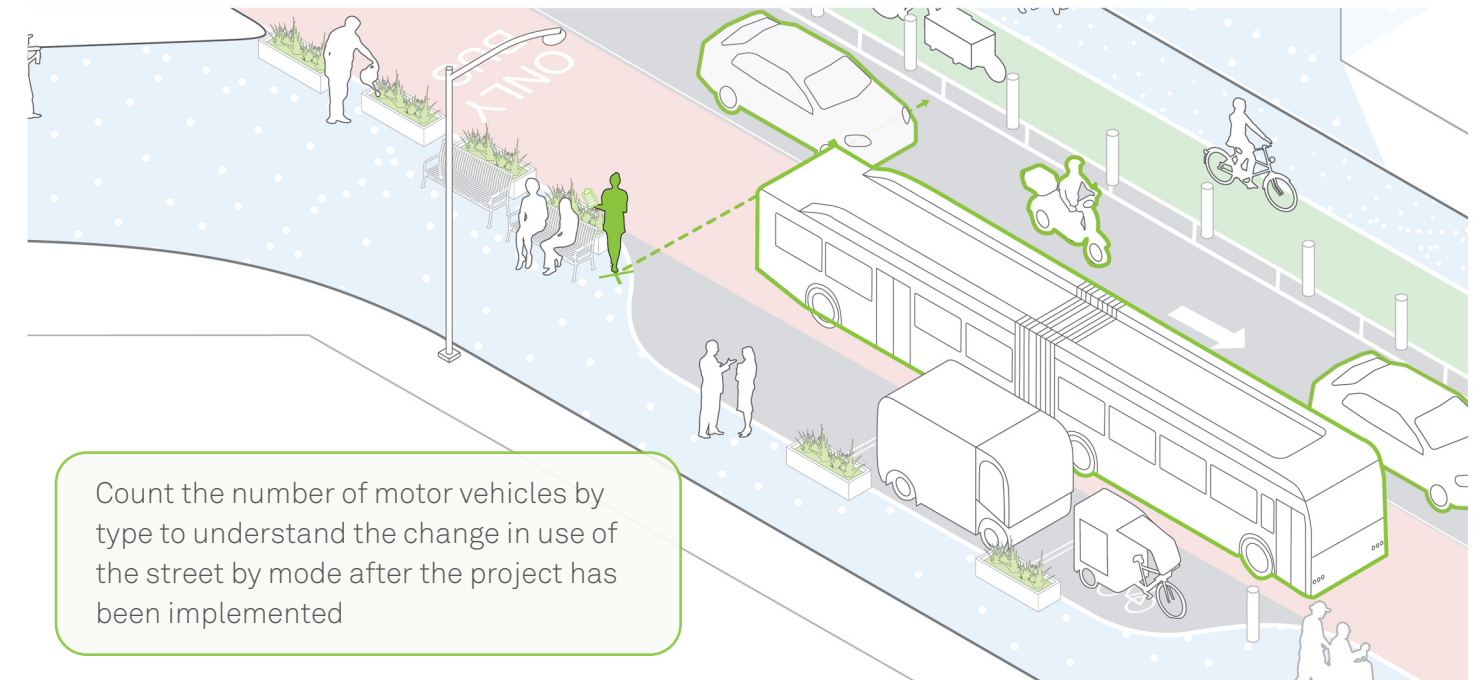 ONLY
BUS
Count the number of motor vehicles by
type to understand the change in use of
the street by mode after the project has
been implemented